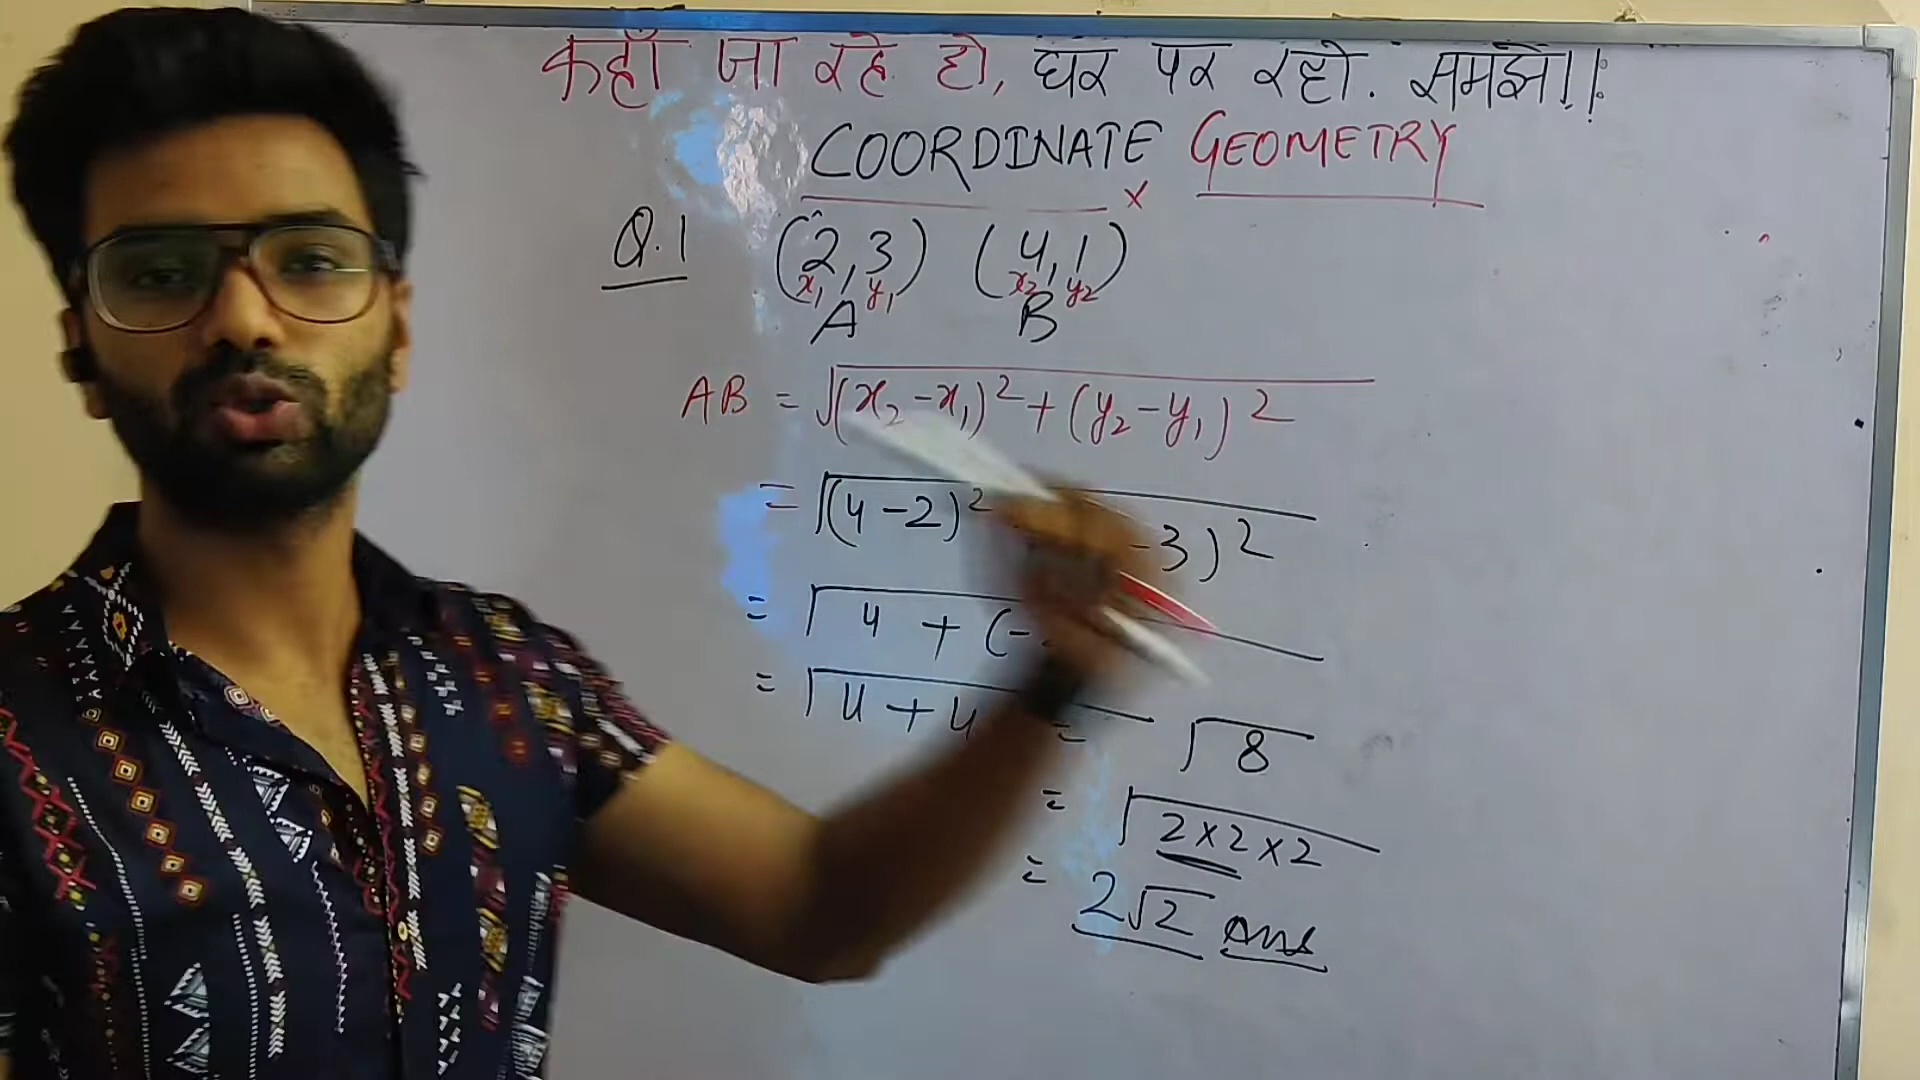 कहाँ जा रहे हो, घर पर रहो. समझे!!
COORDINATE GEOMETRY
x
Q.1 (2,3) (4,1)
x₁ y₁ x₂ y₂
A B
AB = √(x₂-x₁)²+(y₂-y₁)²
= √(4-2)² -3)²
= √4 + (-
= √4+4 = √8
= √2×2×2
= 2√2 Ans